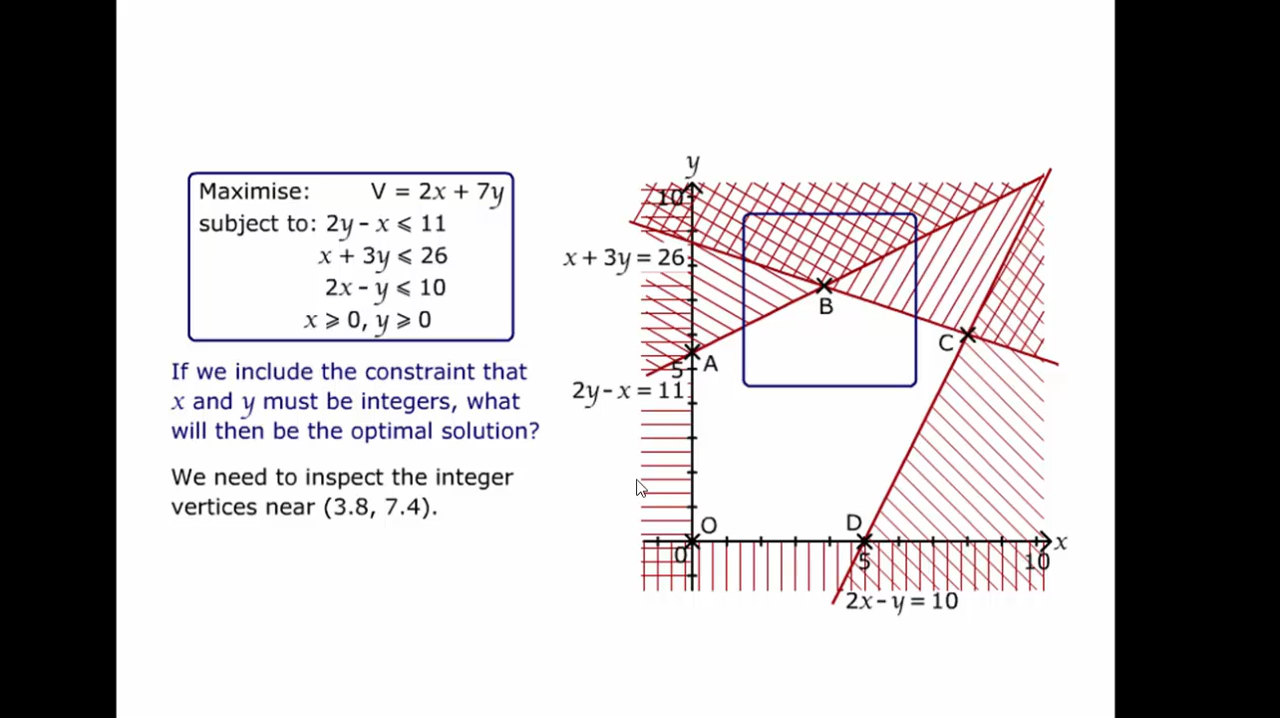 Maximise: V = 2x + 7y
subject to: 2y - x ⩽ 11
x + 3y ⩽ 26
2x - y ⩽ 10
x ⩾ 0, y ⩾ 0
If we include the constraint that
x and y must be integers, what
will then be the optimal solution?
We need to inspect the integer
vertices near (3.8, 7.4).
y
10
x + 3y = 26
B
C
A
5
2y - x = 11
O
D
x
0
5
10
2x - y = 10